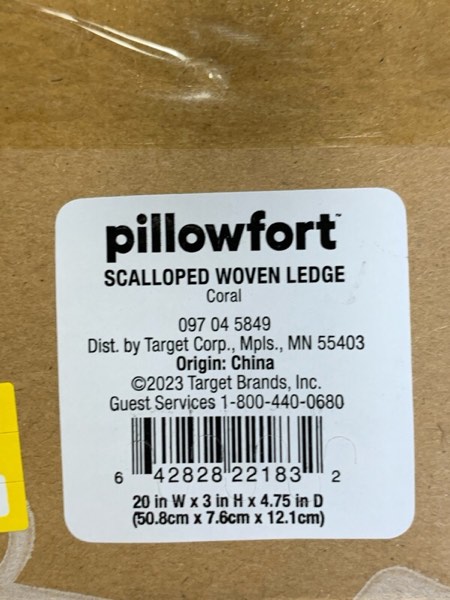 pillowfort™
SCALLOPED WOVEN LEDGE
Coral
097 04 5849
Dist. by Target Corp., Mpls., MN 55403
Origin: China
©2023 Target Brands, Inc.
Guest Services 1-800-440-0680
6 42828 22183 2
20 in W x 3 in H x 4.75 in D
(50.8cm x 7.6cm x 12.1cm)